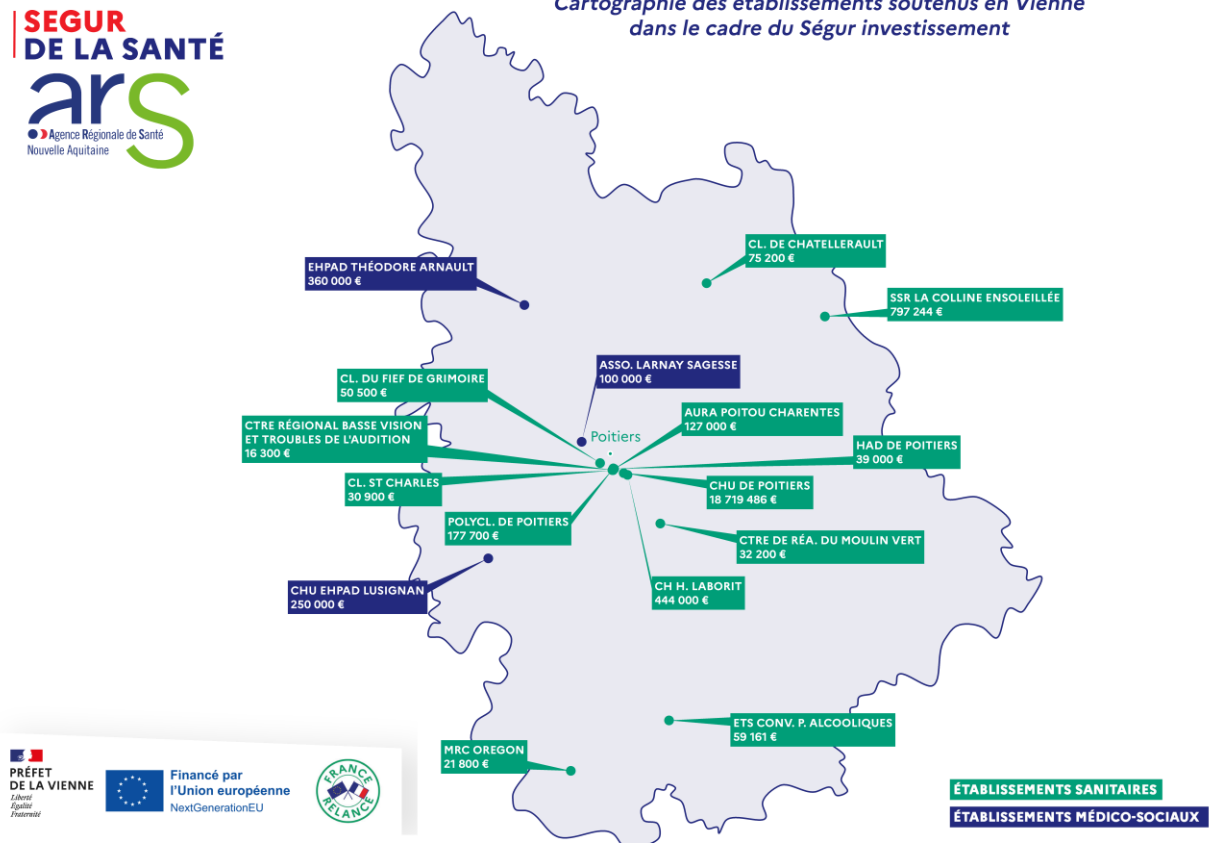 SEGUR
DE LA SANTÉ
ars
Agence Régionale de Santé
Nouvelle Aquitaine
Cartographie des établissements soutenus en Vienne
dans le cadre du Ségur investissement
CL. DE CHATELLERAULT
75 200 €
EHPAD THÉODORE ARNAULT
360 000 €
SSR LA COLLINE ENSOLEILLÉE
797 244 €
ASSO. LARNAY SAGESSE
100 000 €
CL. DU FIEF DE GRIMOIRE
50 500 €
AURA POITOU CHARENTES
127 000 €
CTRE RÉGIONAL BASSE VISION
ET TROUBLES DE L'AUDITION
16 300 €
Poitiers
HAD DE POITIERS
39 000 €
CL. ST CHARLES
30 900 €
CHU DE POITIERS
18 719 486 €
POLYCL. DE POITIERS
177 700 €
CTRE DE RÉA. DU MOULIN VERT
32 200 €
CHU EHPAD LUSIGNAN
250 000 €
CH H. LABORIT
444 000 €
ETS CONV. P. ALCOOLIQUES
59 161 €
MRC OREGON
21 800 €
PRÉFET
DE LA VIENNE
Liberté
Égalité
Fraternité
Financé par
l'Union européenne
NextGenerationEU
FRANCE
RELANCE
ÉTABLISSEMENTS SANITAIRES
ÉTABLISSEMENTS MÉDICO-SOCIAUX